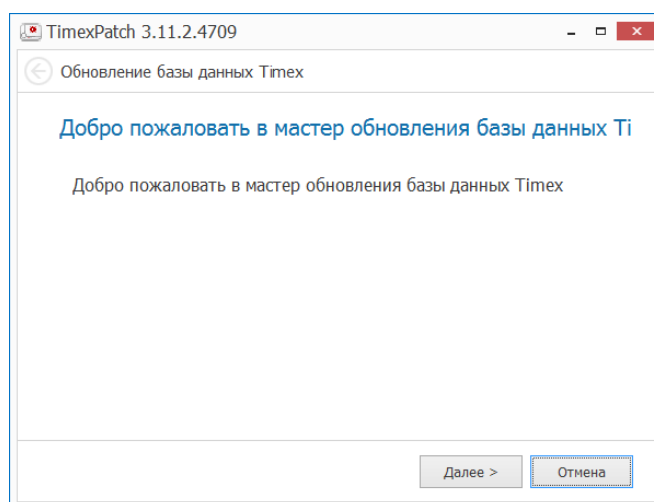 TimexPatch 3.11.2.4709
Обновление базы данных Timex
Добро пожаловать в мастер обновления базы данных Ti
Добро пожаловать в мастер обновления базы данных Timex
Далее >
Отмена